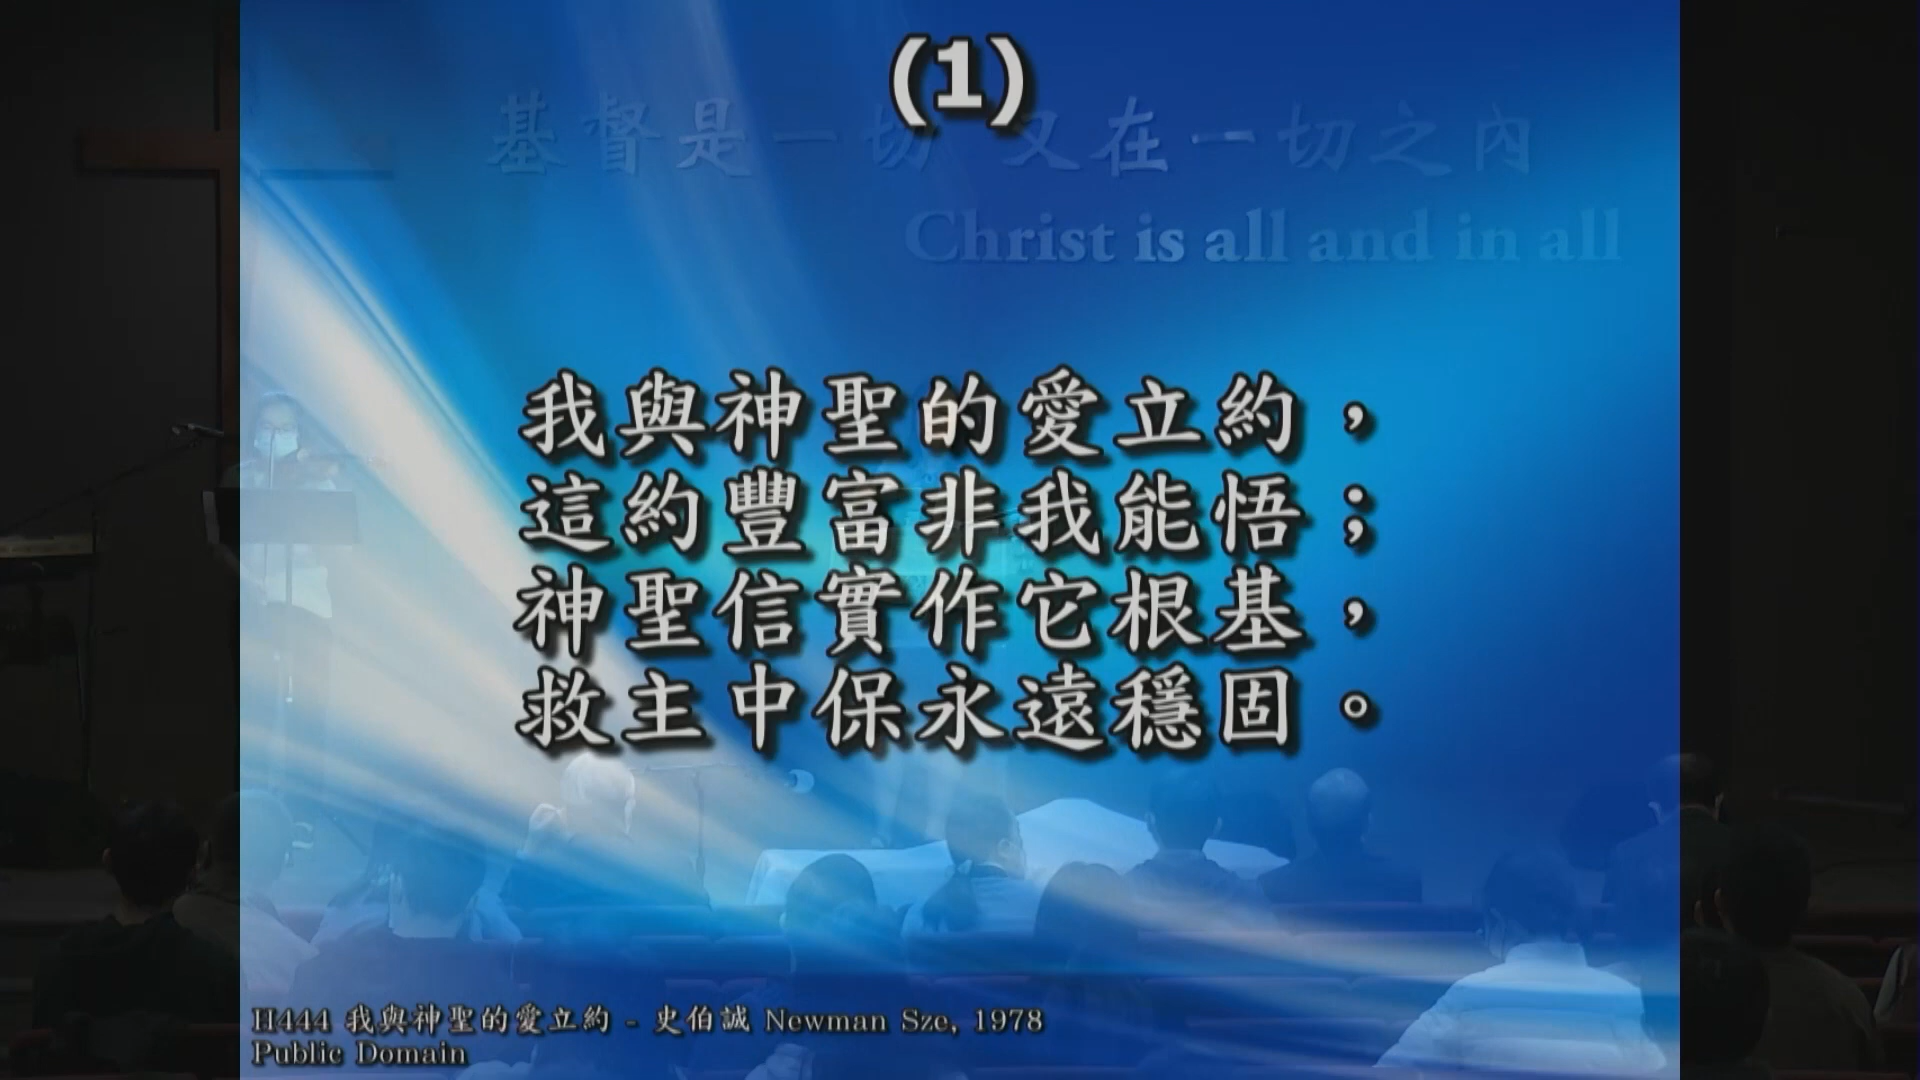 (1)
基督是一切 又在一切之內
Christ is all and in all
我與神聖的愛立約，
這約豐富非我能悟；
神聖信實作它根基，
救主中保永遠穩固。
H444 我與神聖的愛立約 - 史伯誠 Newman Sze, 1978
Public Domain